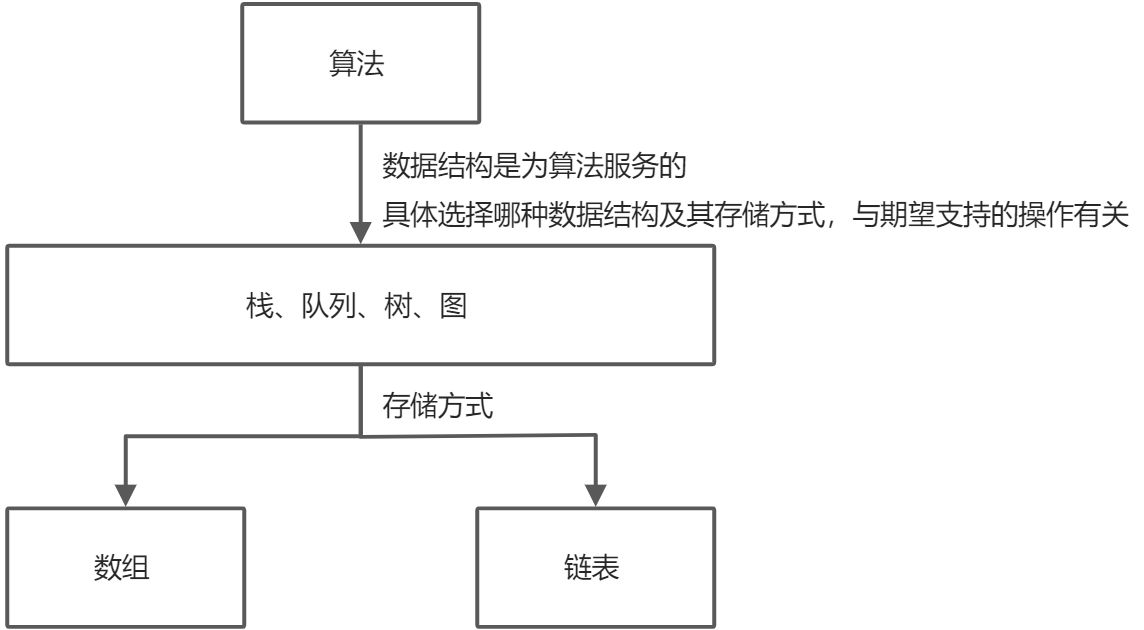 算法
数据结构是为算法服务的
具体选择哪种数据结构及其存储方式，与期望支持的操作有关
栈、队列、树、图
存储方式
数组
链表